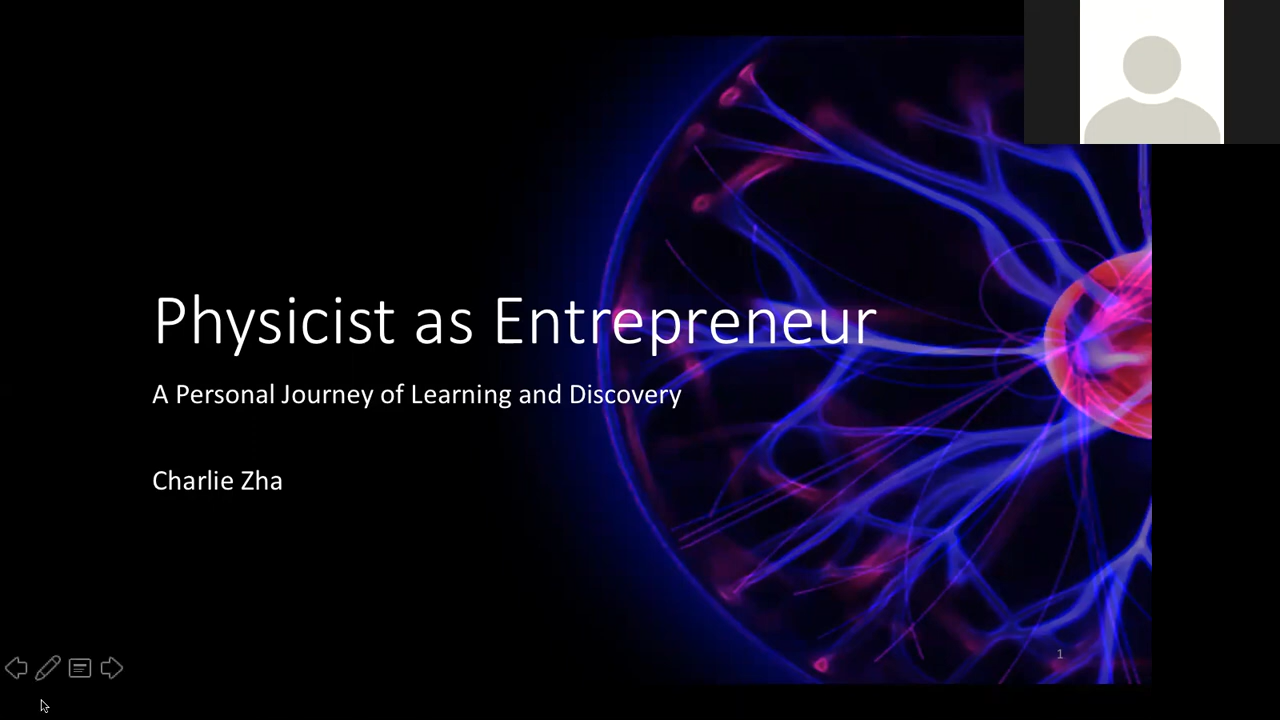 Physicist as Entrepreneur
A Personal Journey of Learning and Discovery
Charlie Zha
1